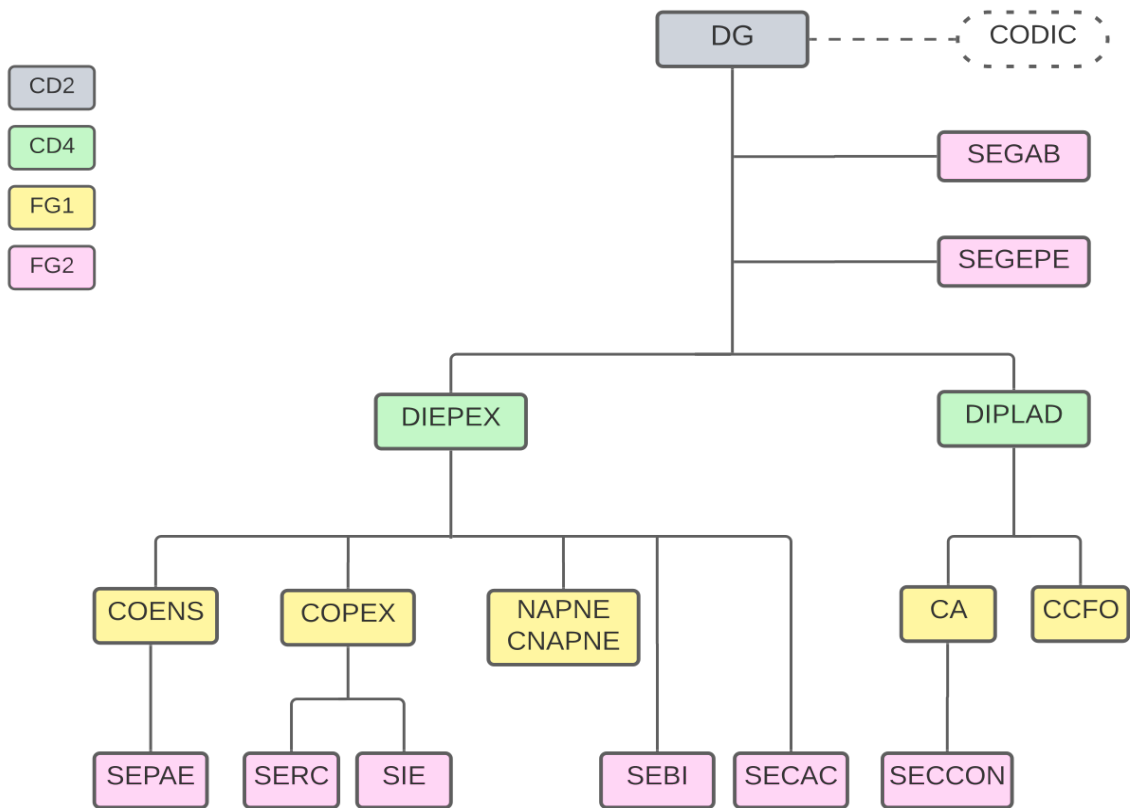 DG
CODIC
CD2
CD4
FG1
FG2
SEGAB
SEGEPE
DIEPEX
DIPLAD
COENS
COPEX
NAPNE
CNAPNE
CA
CCFO
SEPAE
SERC
SIE
SEBI
SECAC
SECCON